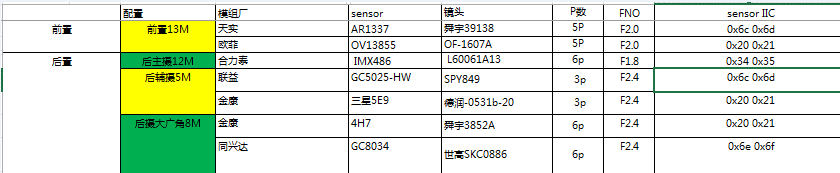 配置 模组厂 sensor 镜头 P数 FNO sensor IIC
前置 前置13M 天实 AR1337 舜宇39138 5P F2.0 0x6c 0x6d
欧菲 OV13855 OF-1607A 5P F2.0 0x20 0x21
后置 后主摄12M 合力泰 IMX486 L60061A13 6p F1.8 0x34 0x35
后辅摄5M 联益 GC5025-HW SPY849 3p F2.4 0x6c 0x6d
金康 三星5E9 德润-0531b-20 3p F2.4 0x20 0x21
后摄大广角8M 金康 4H7 舜宇3852A 6p F2.4 0x20 0x21
同兴达 GC8034 世高SKC0886 6p F2.4 0x6e 0x6f